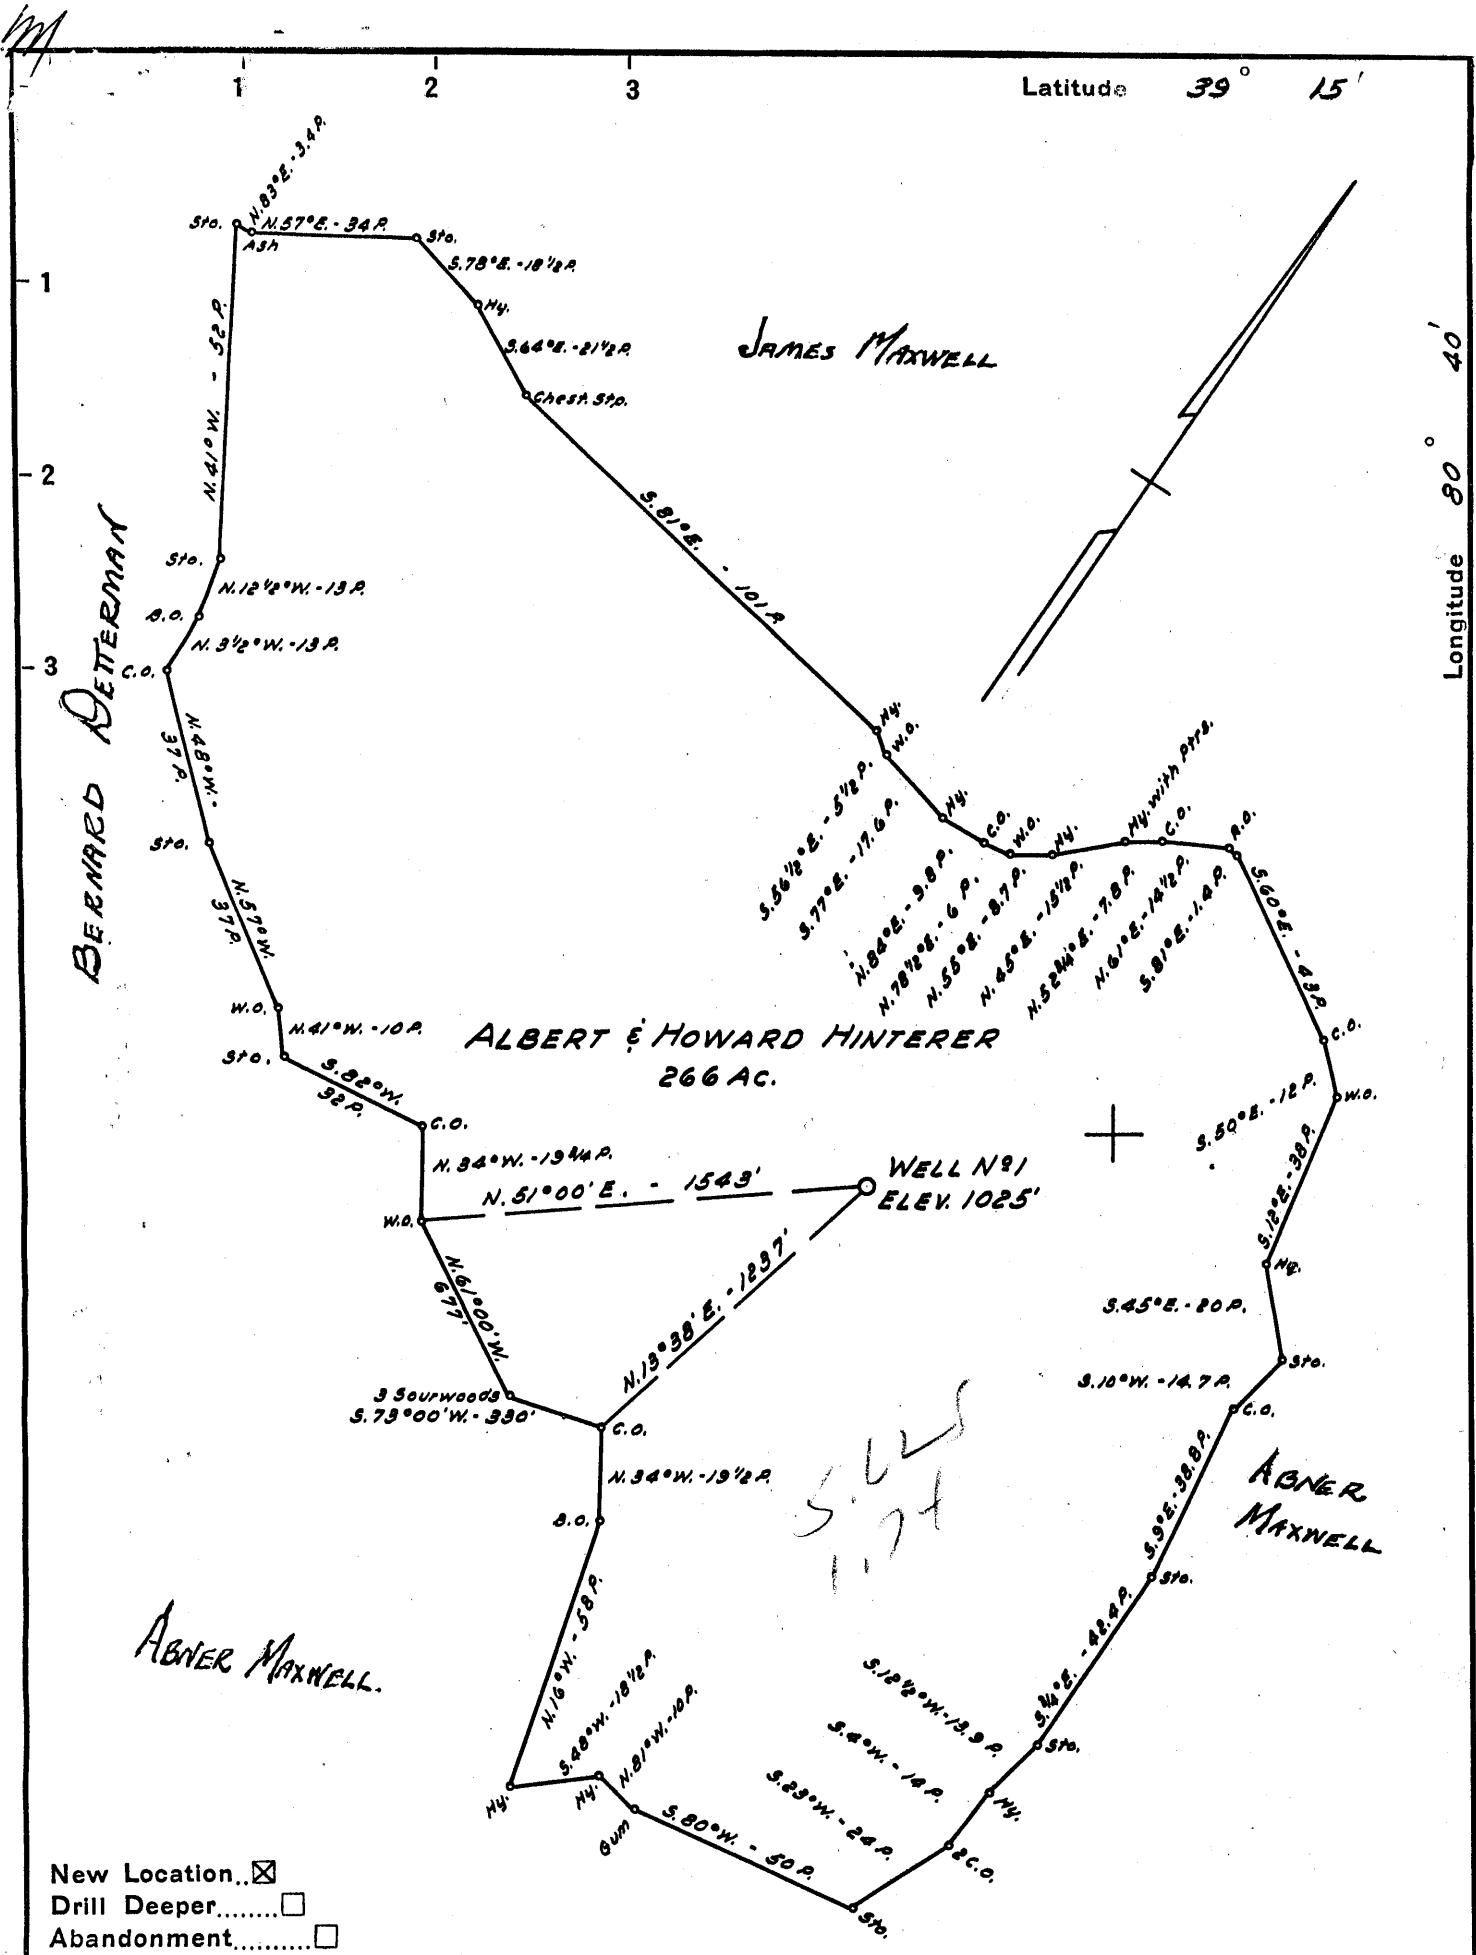 1
2
3
Latitude 39° 15'
N.83°E.-3.4P.
Sto.
N.57°E.-34P.
Ash
Sto.
S.78°E.-18½P.
1
Hy.
N.41°W. - 52P.
S.64°E.-21½P.
JAMES MAXWELL
Longitude 80° 40'
Chest. Stp.
2
S.81°E. - 101P.
Sto.
N.12½°W.-13P.
B.O.
N.3½°W.-13P.
3
C.O.
BERNARD DETTERMAN
N.48°W.-
37P.
Hy.
W.O.
Hy.
C.O.
W.O.
Hy.
Hy. with Ptrs.
C.O.
R.O.
Sto.
S.56½°E. - 5½P.
S.77°E.-17.6P.
N.84°E.-9.8P.
N.78½°E.-6P.
N.55°E.-8.7P.
N.45°E.-15½P.
N.52¾°E.-7.8P.
N.61°E.-14½P.
S.81°E.-1.4P.
S.60°E.-43P.
N.57°W.
37P.
W.O.
N.41°W.-10P.
ALBERT & HOWARD HINTERER
266 AC.
C.O.
Sto.
S.82°W.
32P.
S.50°E.-12P.
W.O.
C.O.
N.34°W.-19¾P.
S.12°E.-38P.
WELL No1
ELEV. 1025'
N.51°00'E. - 1543'
W.O.
N.61°00'W.
677'
N.13°38'E. - 1237'
Hy.
S.45°E.-20P.
Sto.
S.10°W.-14.7P.
3 Sourwoods
S.73°00'W.-330'
C.O.
C.O.
N.34°W.-19½P.
S.9°E.-38.8P.
ABNER
MAXWELL
B.O.
Sto.
N.16°W.-58P.
S.¾°E. - 42.4P.
ABNER MAXWELL.
S.48°W.-18½P.
N.81°W.-10P.
S.12½°W.-13.9P.
S.4°W.-14P.
S.23°W.-24P.
Sto.
Hy.
Hy.
Hy.
Gum
S.80°W. - 50P.
2C.O.
Sto.
New Location..☒
Drill Deeper........☐
Abandonment..........☐